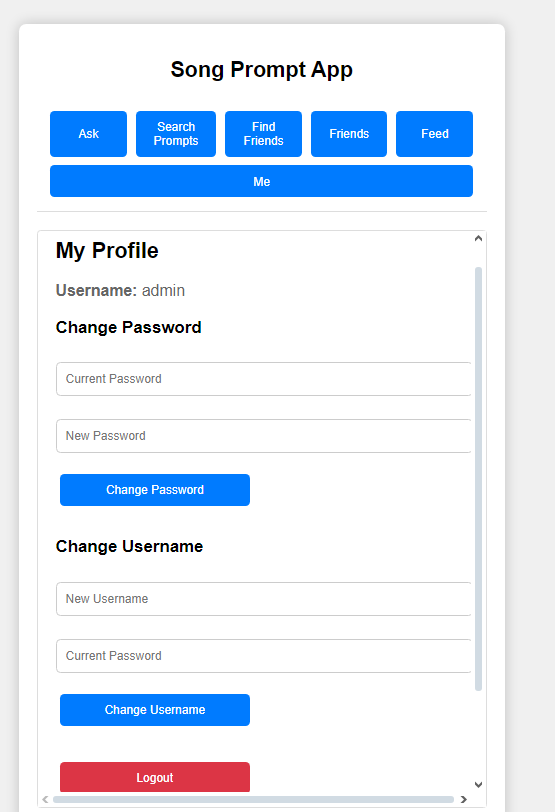 Song Prompt App
Ask
Search
Prompts
Find
Friends
Friends
Feed
Me
My Profile
Username: admin
Change Password
Current Password
New Password
Change Password
Change Username
New Username
Current Password
Change Username
Logout